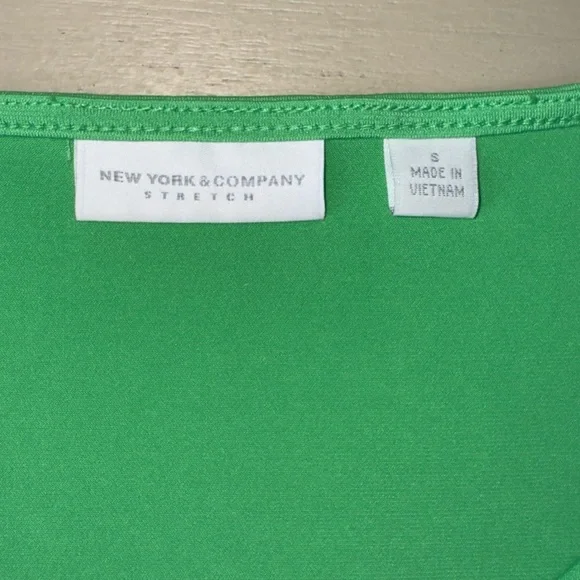 NEW YORK & COMPANY
STRETCH
S
MADE IN
VIETNAM